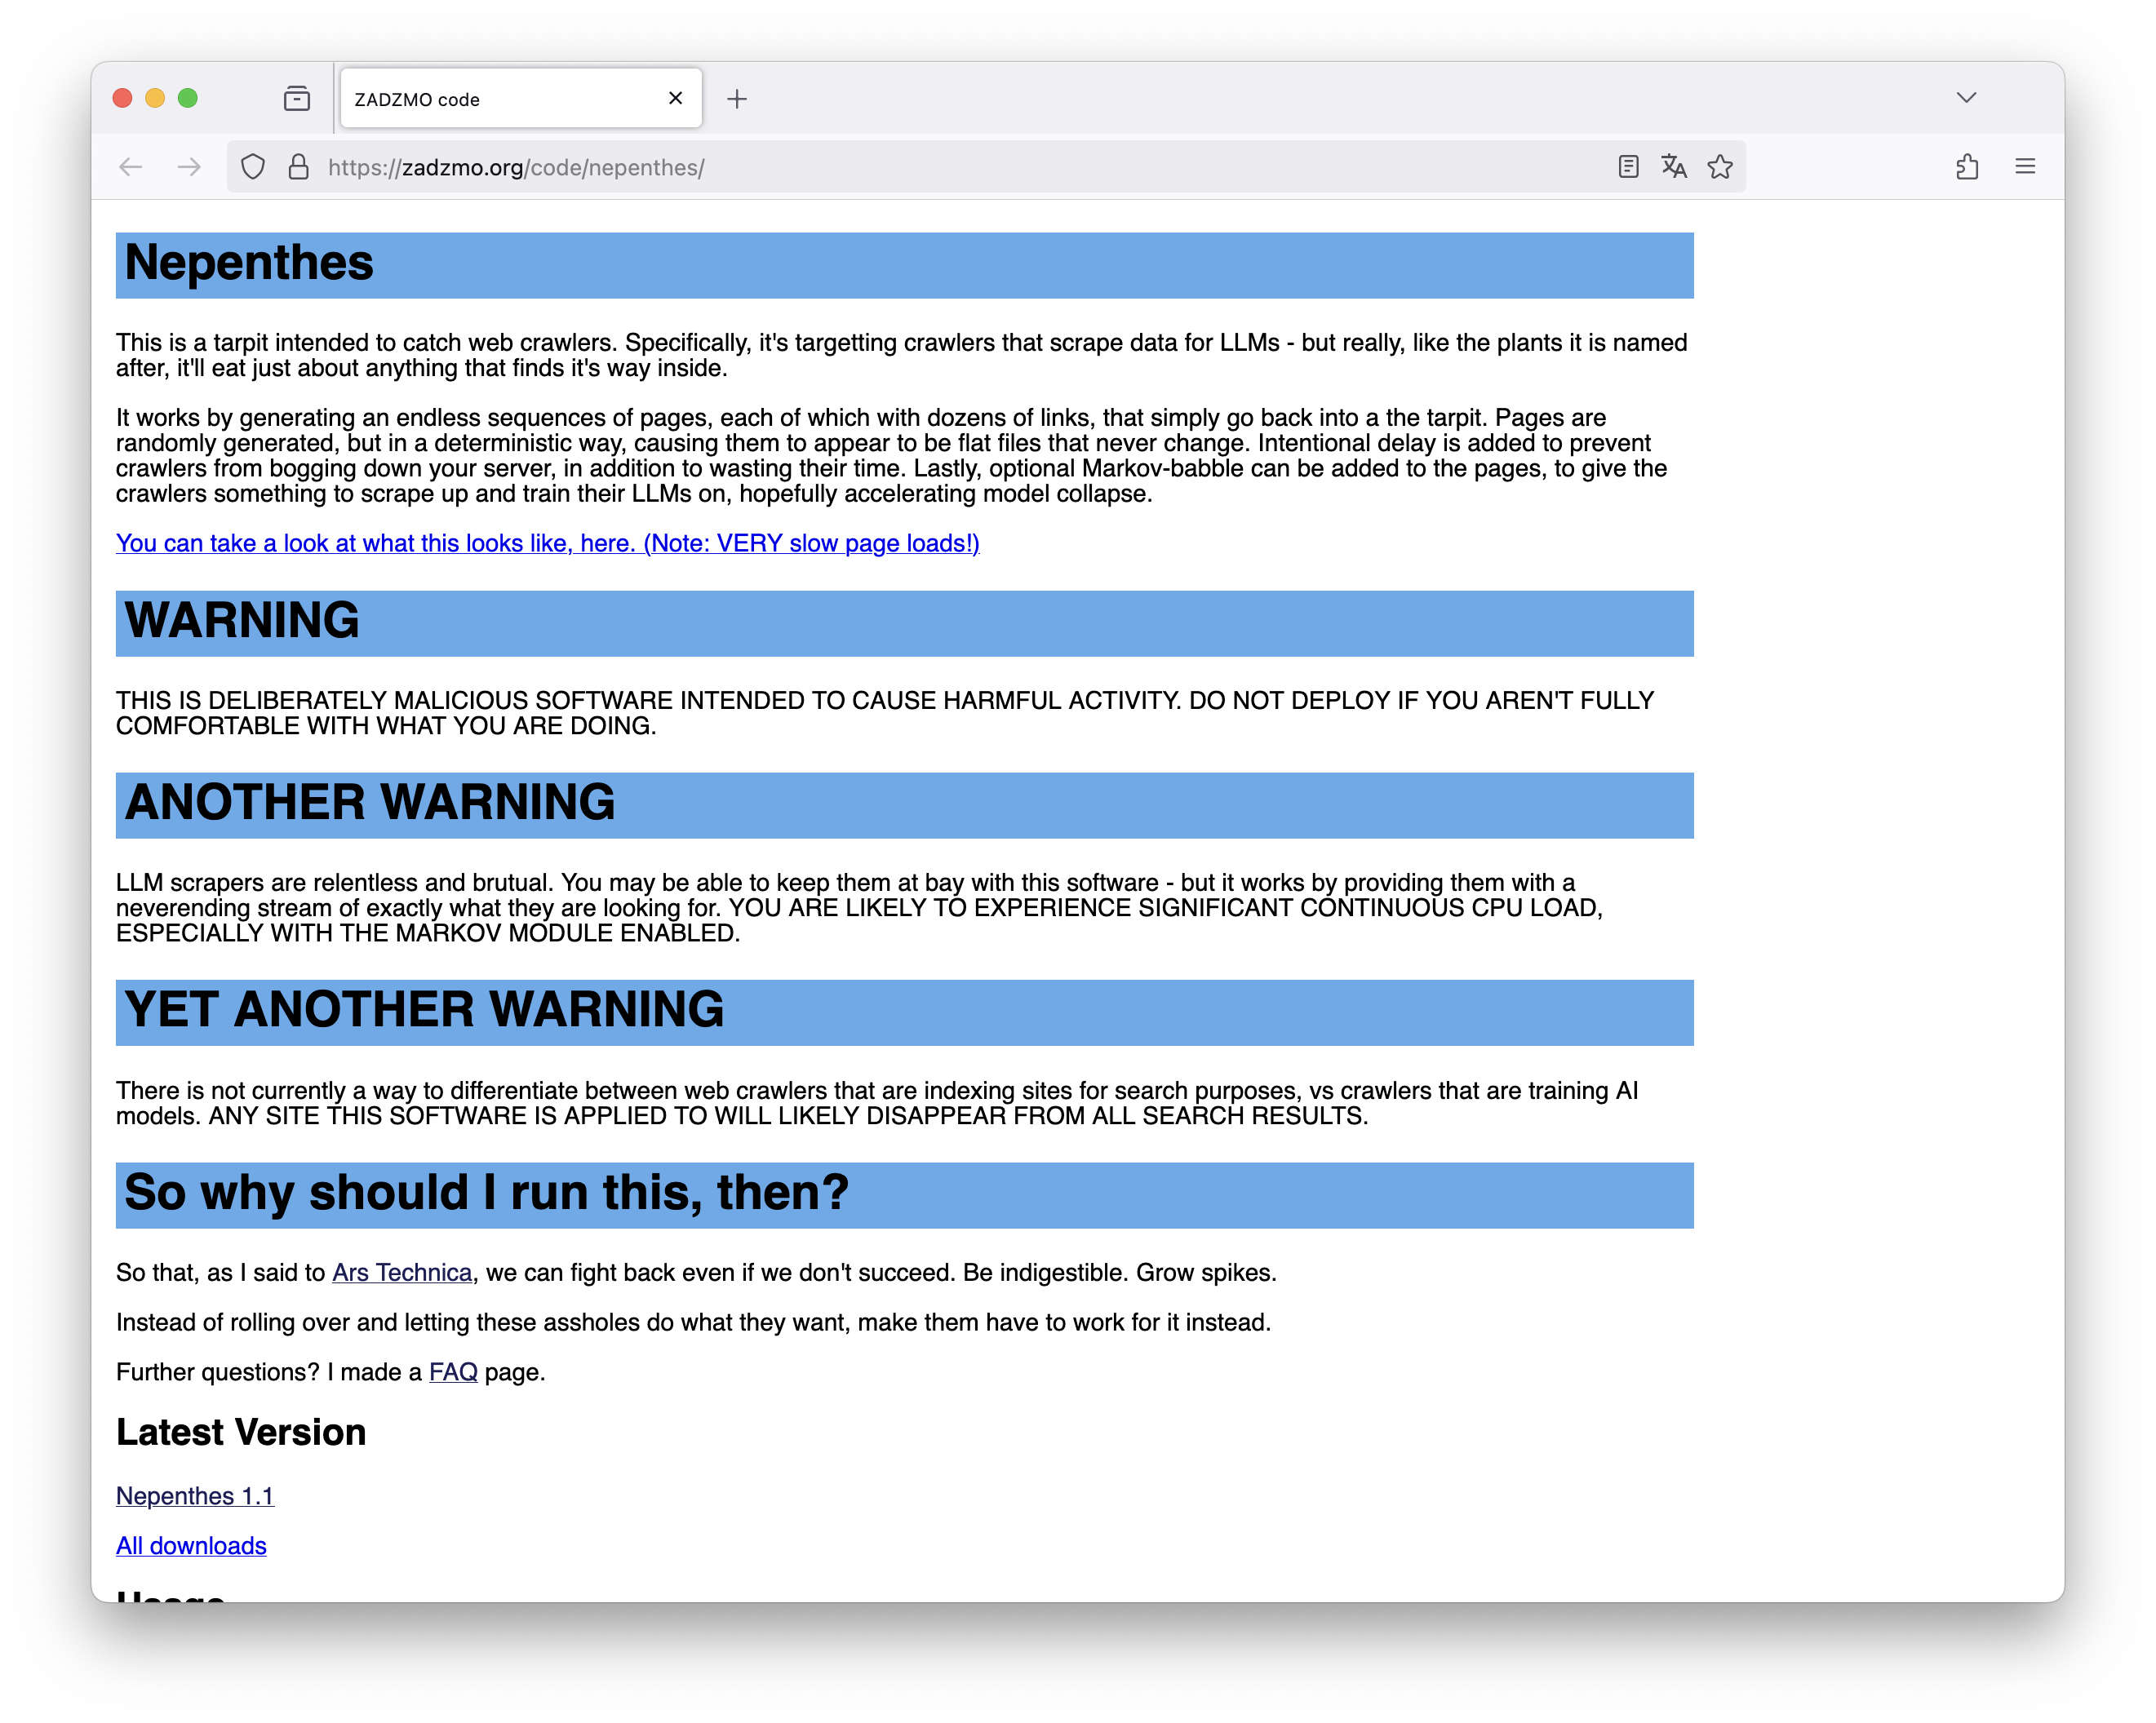 ZADZMO code
https://zadzmo.org/code/nepenthes/
Nepenthes
This is a tarpit intended to catch web crawlers. Specifically, it's targetting crawlers that scrape data for LLMs - but really, like the plants it is named
after, it'll eat just about anything that finds it's way inside.
It works by generating an endless sequences of pages, each of which with dozens of links, that simply go back into a the tarpit. Pages are
randomly generated, but in a deterministic way, causing them to appear to be flat files that never change. Intentional delay is added to prevent
crawlers from bogging down your server, in addition to wasting their time. Lastly, optional Markov-babble can be added to the pages, to give the
crawlers something to scrape up and train their LLMs on, hopefully accelerating model collapse.
You can take a look at what this looks like, here. (Note: VERY slow page loads!)
WARNING
THIS IS DELIBERATELY MALICIOUS SOFTWARE INTENDED TO CAUSE HARMFUL ACTIVITY. DO NOT DEPLOY IF YOU AREN'T FULLY
COMFORTABLE WITH WHAT YOU ARE DOING.
ANOTHER WARNING
LLM scrapers are relentless and brutual. You may be able to keep them at bay with this software - but it works by providing them with a
neverending stream of exactly what they are looking for. YOU ARE LIKELY TO EXPERIENCE SIGNIFICANT CONTINUOUS CPU LOAD,
ESPECIALLY WITH THE MARKOV MODULE ENABLED.
YET ANOTHER WARNING
There is not currently a way to differentiate between web crawlers that are indexing sites for search purposes, vs crawlers that are training AI
models. ANY SITE THIS SOFTWARE IS APPLIED TO WILL LIKELY DISAPPEAR FROM ALL SEARCH RESULTS.
So why should I run this, then?
So that, as I said to Ars Technica, we can fight back even if we don't succeed. Be indigestible. Grow spikes.
Instead of rolling over and letting these assholes do what they want, make them have to work for it instead.
Further questions? I made a FAQ page.
Latest Version
Nepenthes 1.1
All downloads
Usage